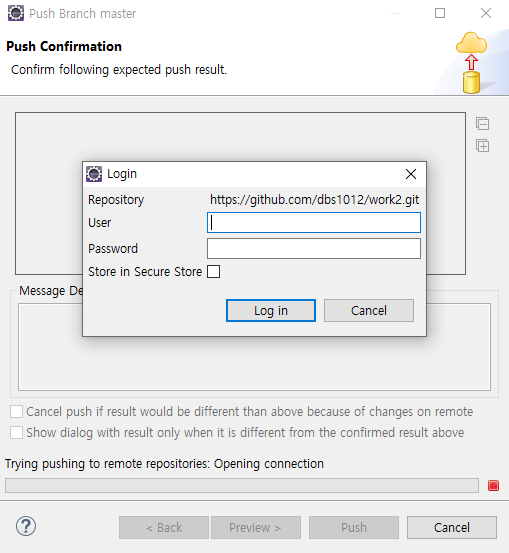 Push Branch master
Push Confirmation
Confirm following expected push result.
Login
Repository https://github.com/dbs1012/work2.git
User
Password
Store in Secure Store
Log in Cancel
Message De
Cancel push if result would be different than above because of changes on remote
Show dialog with result only when it is different from the confirmed result above
Trying pushing to remote repositories: Opening connection
? < Back Preview > Push Cancel